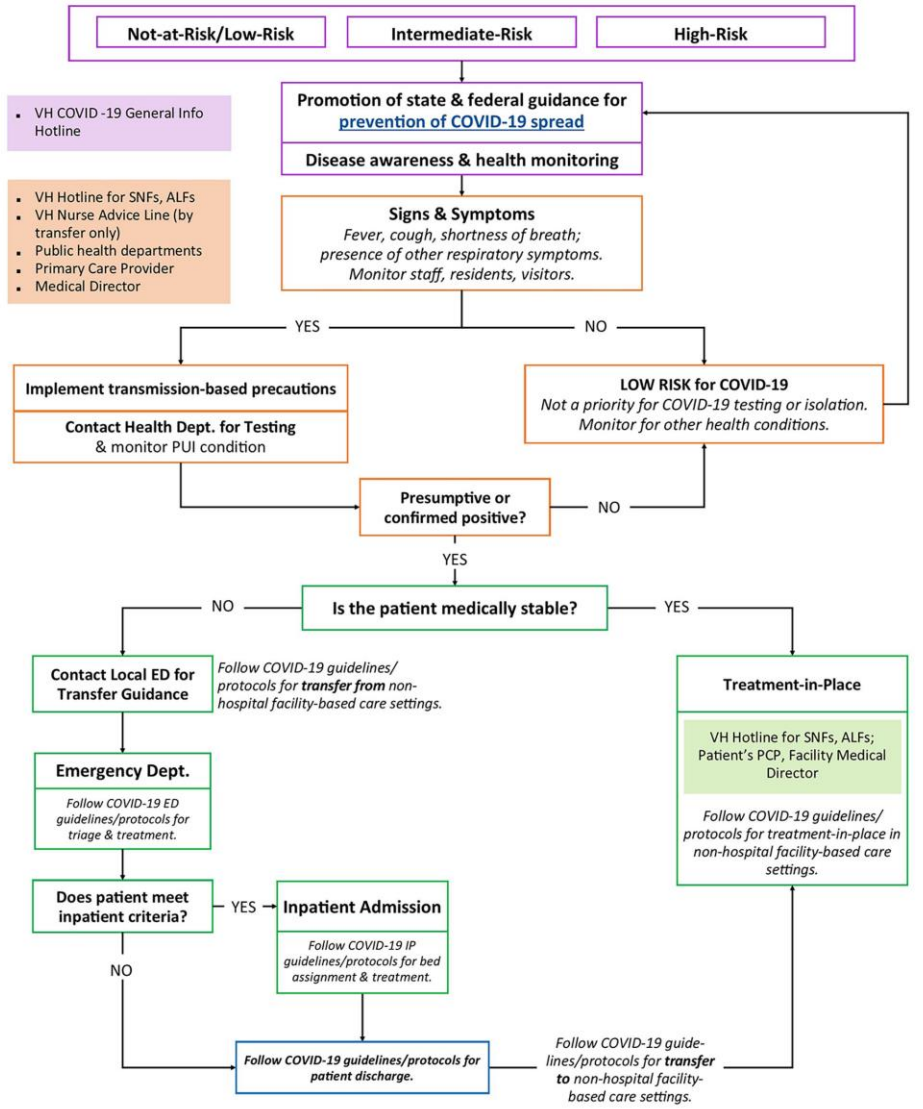 Not-at-Risk/Low-Risk
Intermediate-Risk
High-Risk
Promotion of state & federal guidance for
prevention of COVID-19 spread
Disease awareness & health monitoring
▪ VH COVID -19 General Info
Hotline
▪ VH Hotline for SNFs, ALFs
▪ VH Nurse Advice Line (by
transfer only)
▪ Public health departments
▪ Primary Care Provider
▪ Medical Director
Signs & Symptoms
Fever, cough, shortness of breath;
presence of other respiratory symptoms.
Monitor staff, residents, visitors.
YES
NO
Implement transmission-based precautions
Contact Health Dept. for Testing
& monitor PUI condition
LOW RISK for COVID-19
Not a priority for COVID-19 testing or isolation.
Monitor for other health conditions.
Presumptive or
confirmed positive?
NO
YES
Is the patient medically stable?
NO
YES
Contact Local ED for
Transfer Guidance
Follow COVID-19 guidelines/
protocols for transfer from non-
hospital facility-based care settings.
Treatment-in-Place
VH Hotline for SNFs, ALFs;
Patient's PCP, Facility Medical
Director
Follow COVID-19 guidelines/
protocols for treatment-in-place in
non-hospital facility-based care
settings.
Emergency Dept.
Follow COVID-19 ED
guidelines/protocols for
triage & treatment.
Does patient meet
inpatient criteria?
YES
Inpatient Admission
Follow COVID-19 IP
guidelines/protocols for bed
assignment & treatment.
NO
Follow COVID-19 guidelines/protocols for
patient discharge.
Follow COVID-19 guide-
lines/protocols for transfer
to non-hospital facility-
based care settings.